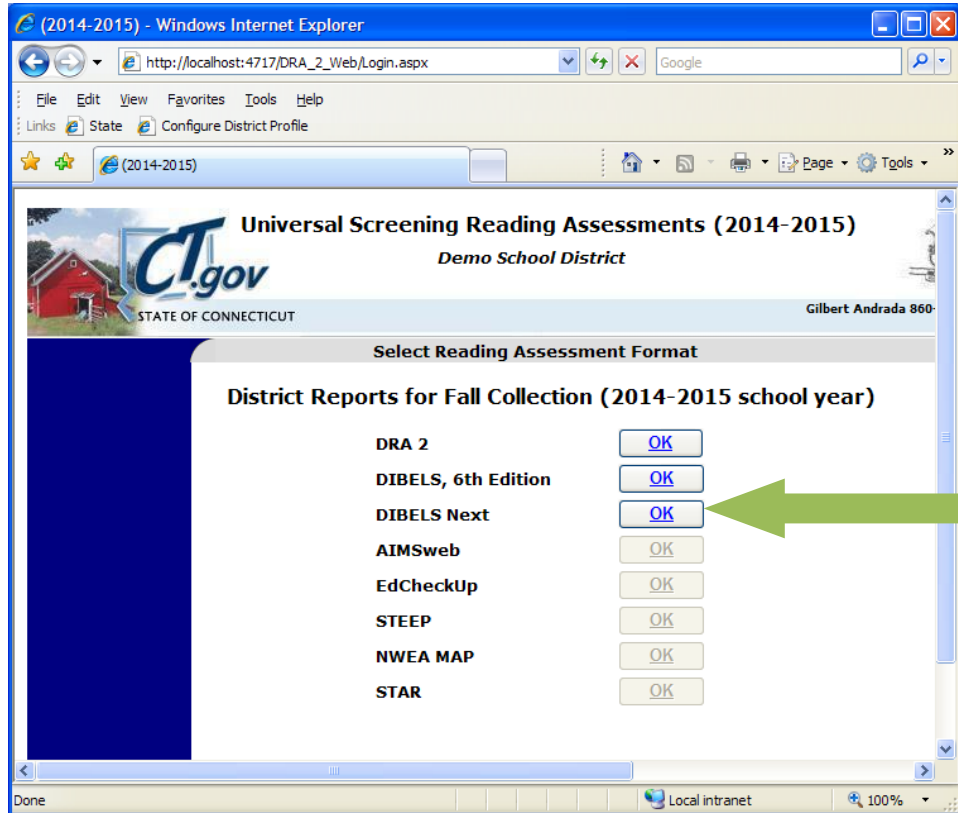 (2014-2015) - Windows Internet Explorer
http://localhost:4717/DRA_2_Web/Login.aspx
Google
File Edit View Favorites Tools Help
Links State Configure District Profile
(2014-2015)
Page Tools »
Universal Screening Reading Assessments (2014-2015)
Demo School District
CT.gov
STATE OF CONNECTICUT
Gilbert Andrada 860-
Select Reading Assessment Format
District Reports for Fall Collection (2014-2015 school year)
DRA 2 OK
DIBELS, 6th Edition OK
DIBELS Next OK
AIMSweb OK
EdCheckUp OK
STEEP OK
NWEA MAP OK
STAR OK
Done Local intranet 100%